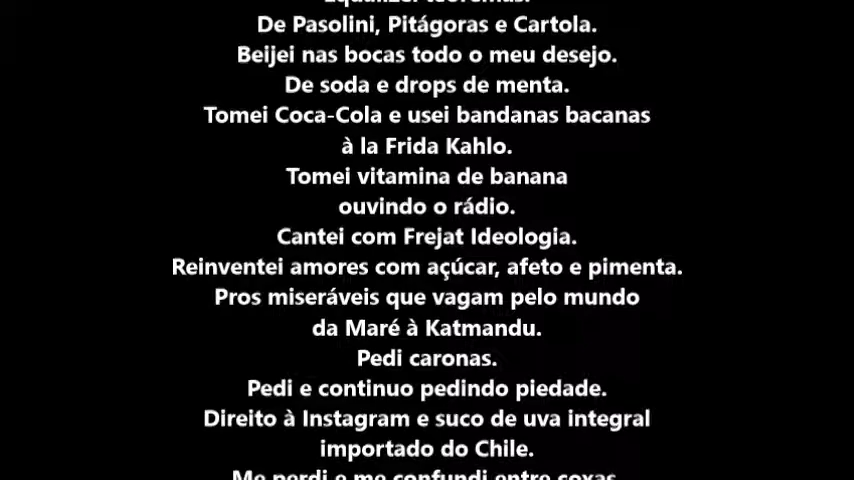 Equalizei teoremas.
De Pasolini, Pitágoras e Cartola.
Beijei nas bocas todo o meu desejo.
De soda e drops de menta.
Tomei Coca-Cola e usei bandanas bacanas
à la Frida Kahlo.
Tomei vitamina de banana
ouvindo o rádio.
Cantei com Frejat Ideologia.
Reinventei amores com açúcar, afeto e pimenta.
Pros miseráveis que vagam pelo mundo
da Maré à Katmandu.
Pedi caronas.
Pedi e continuo pedindo piedade.
Direito à Instagram e suco de uva integral
importado do Chile.
Me perdi e me confundi entre coxas